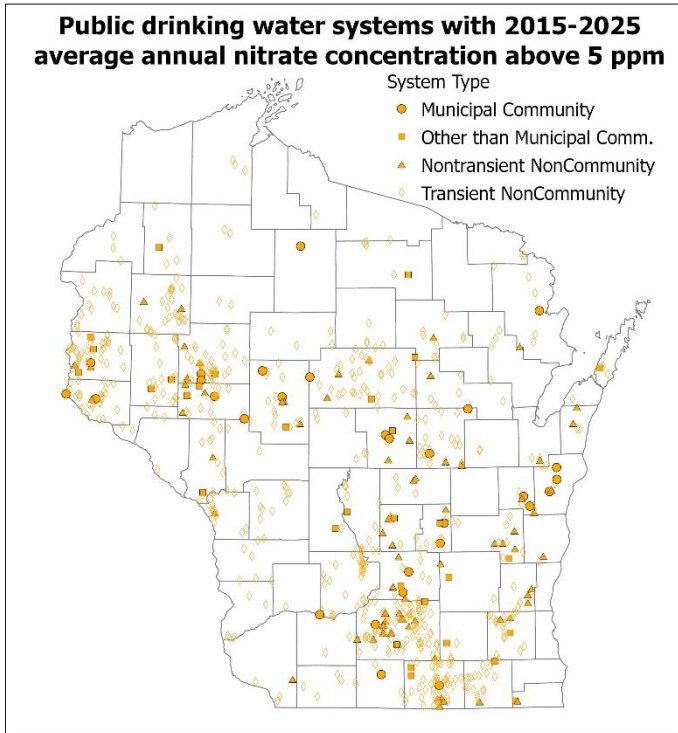 Public drinking water systems with 2015-2025
average annual nitrate concentration above 5 ppm
System Type
Municipal Community
Other than Municipal Comm.
Nontransient NonCommunity
Transient NonCommunity